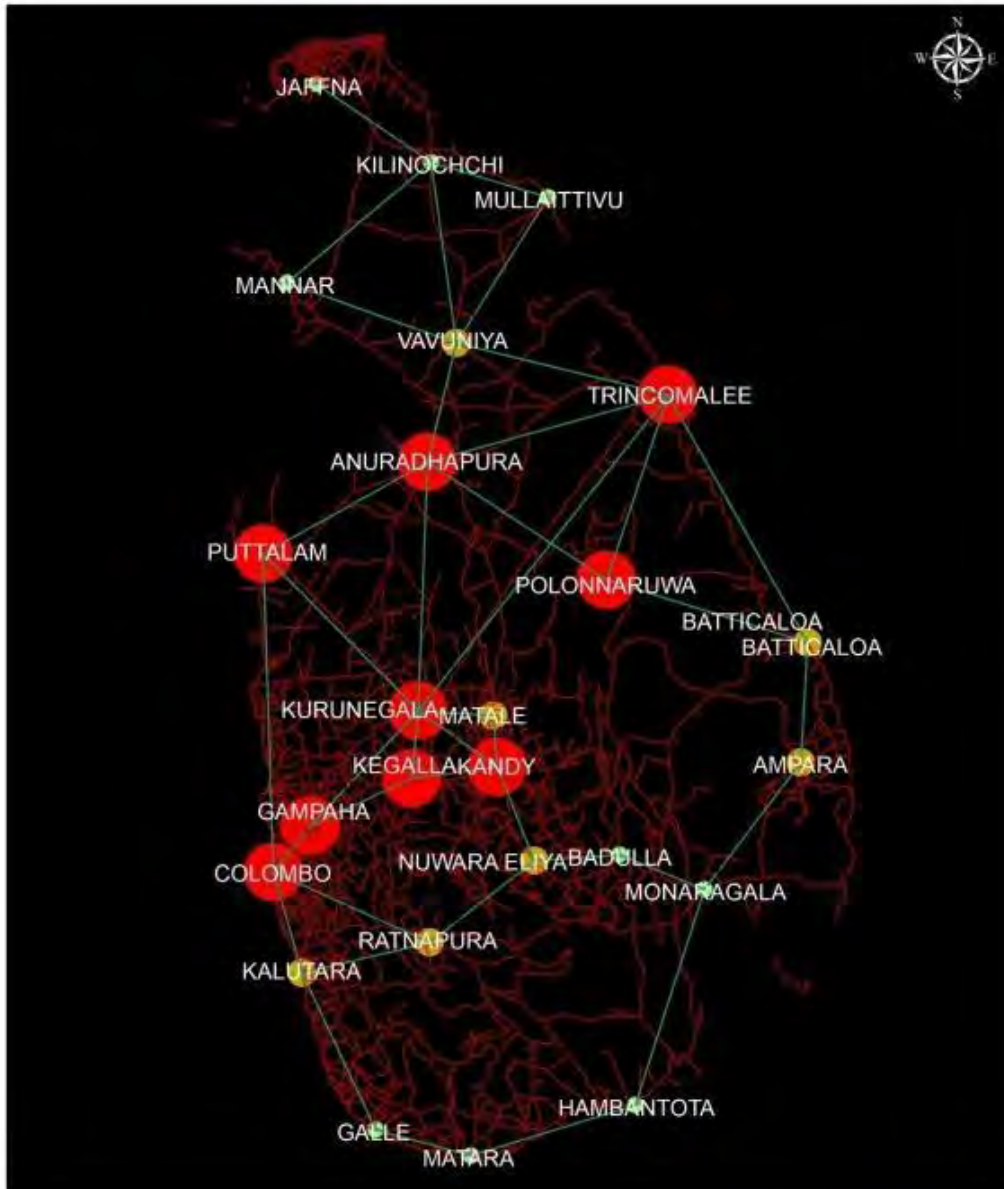 N
W E
S
JAFFNA
KILINOCHCHI
MULLAITTIVU
MANNAR
VAVUNIYA
TRINCOMALEE
ANURADHAPURA
PUTTALAM
POLONNARUWA
BATTICALOA
BATTICALOA
KURUNEGALA
MATALE
KEGALLA
KANDY
GAMPAHA
COLOMBO
NUWARA ELIYA
BADULLA
AMPARA
MONARAGALA
RATNAPURA
KALUTARA
HAMBANTOTA
GALLE
MATARA